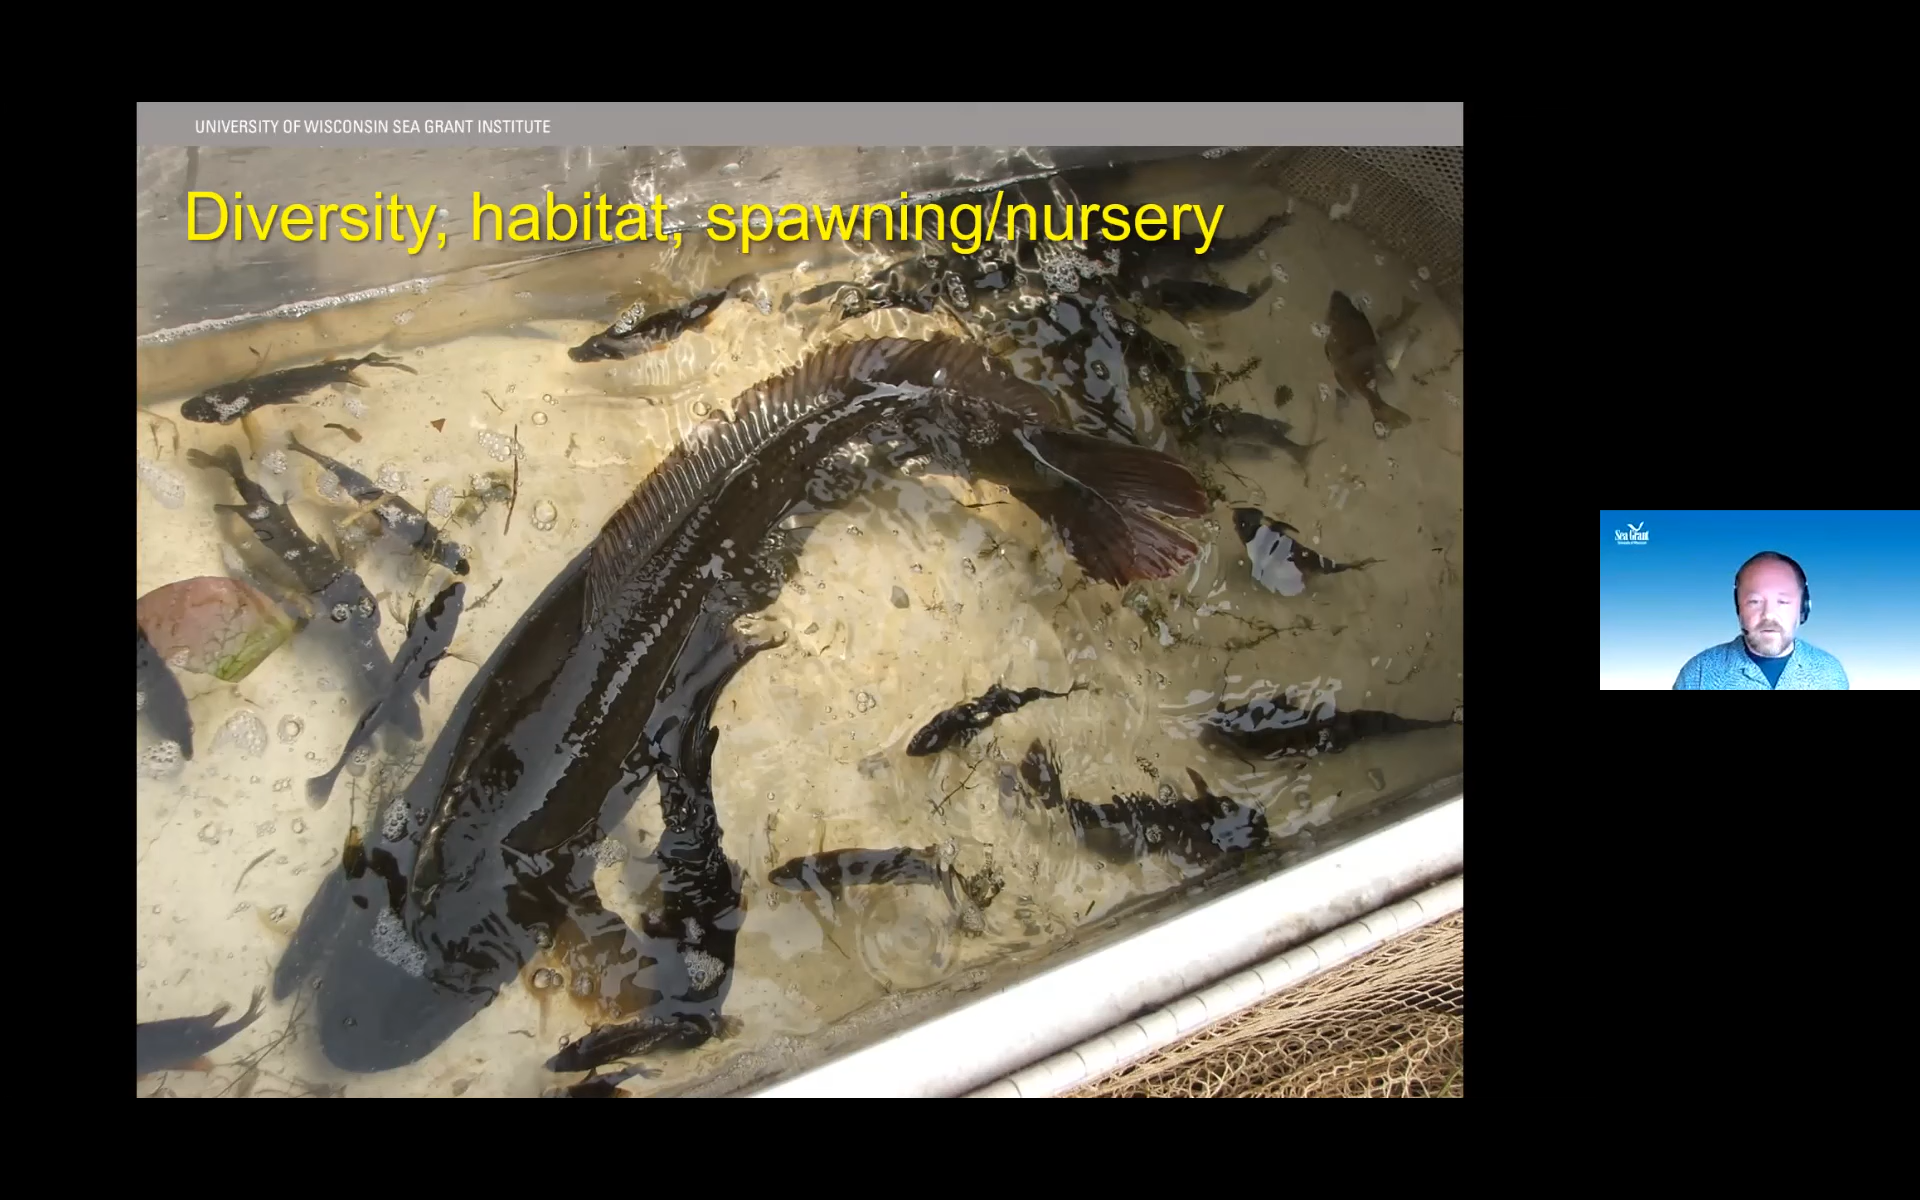 UNIVERSITY OF WISCONSIN SEA GRANT INSTITUTE
Diversity, habitat, spawning/nursery
Sea Grant